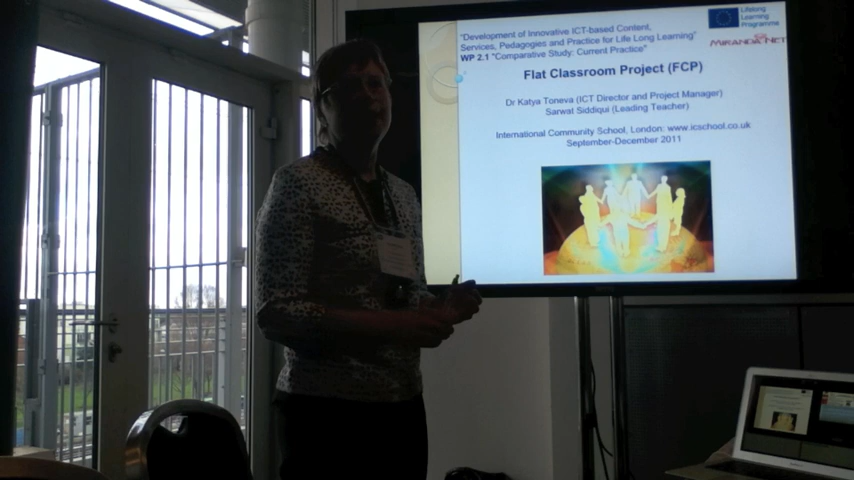 "Development of Innovative ICT-based Content,
Services, Pedagogies and Practice for Life Long Learning"
WP 2.1 "Comparative Study: Current Practice"
Lifelong
Learning
Programme
MIRANDANET
Flat Classroom Project (FCP)
Dr Katya Toneva (ICT Director and Project Manager)
Sarwat Siddiqui (Leading Teacher)
International Community School, London: www.icschool.co.uk
September-December 2011